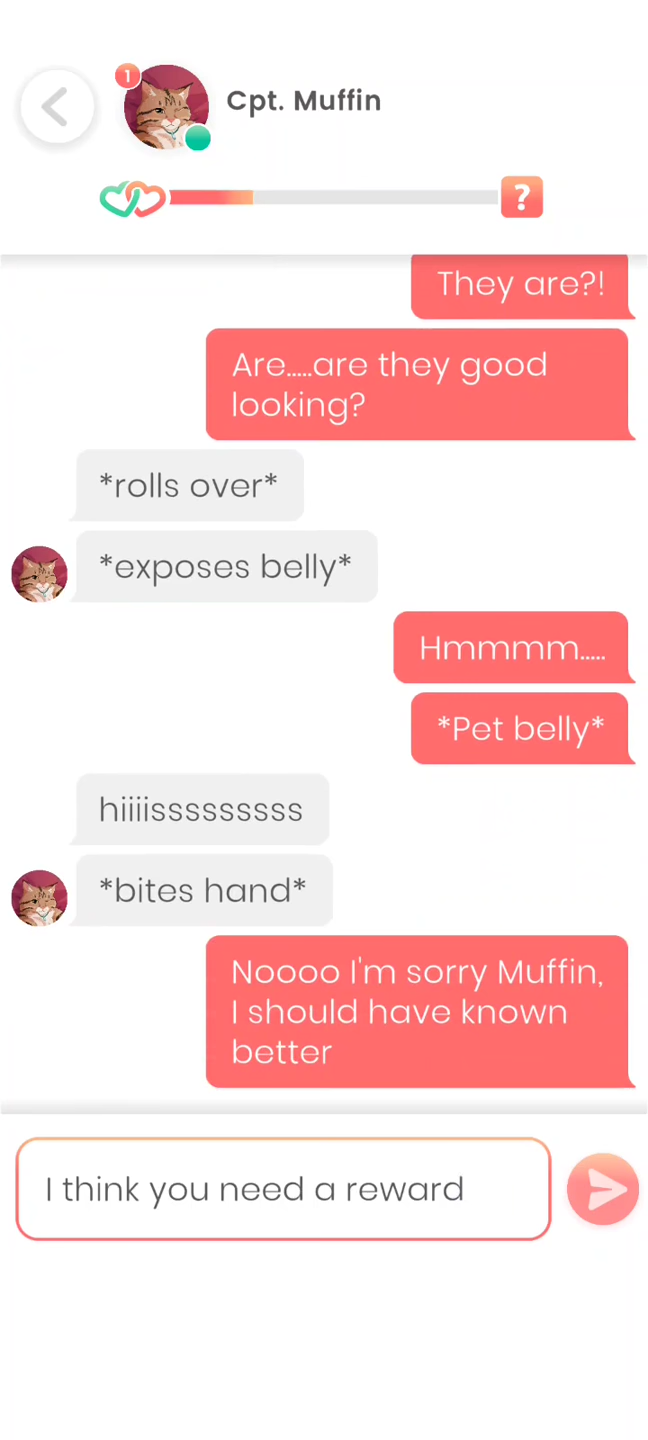 1
Cpt. Muffin
?
They are?!
Are.....are they good
looking?
*rolls over*
*exposes belly*
Hmmmm.....
*Pet belly*
hiiiisssssssss
*bites hand*
Noooo I'm sorry Muffin,
I should have known
better
I think you need a reward